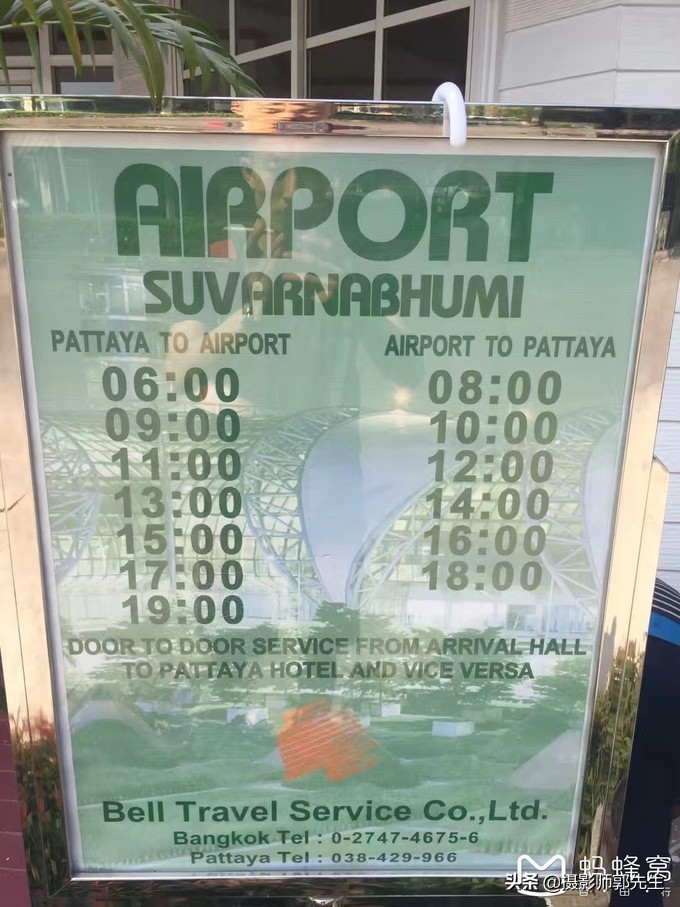 AIRPORT
SUVARNABHUMI
PATTAYA TO AIRPORT
AIRPORT TO PATTAYA
06:00 08:00
09:00 10:00
11:00 12:00
13:00 14:00
15:00 16:00
17:00 18:00
19:00
DOOR TO DOOR SERVICE FROM ARRIVAL HALL
TO PATTAYA HOTEL AND VICE VERSA
Bell Travel Service Co.,Ltd.
Bangkok Tel : 0-2747-4675-6
Pattaya Tel : 038-429-966
蚂蜂窝
头条 @摄影师郭先生